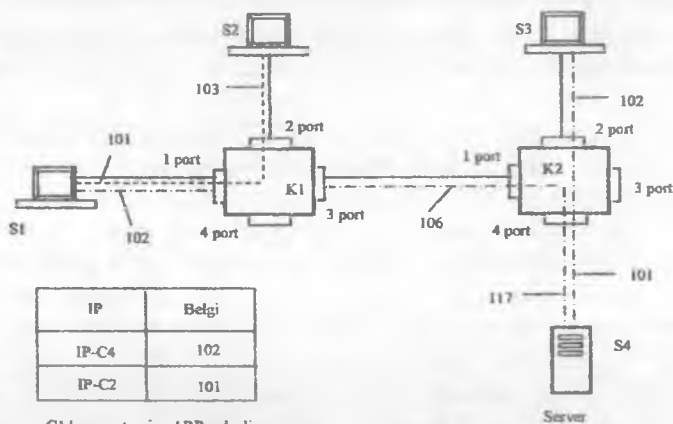 S2
S3
103
102
2 port
2 port
101
1 port
K1
1 port
K2
3 port
S1
102
4 port
3 port
106
4 port
117
101
S4
Server
IP Belgi
IP-C4 102
IP-C2 101
ARP